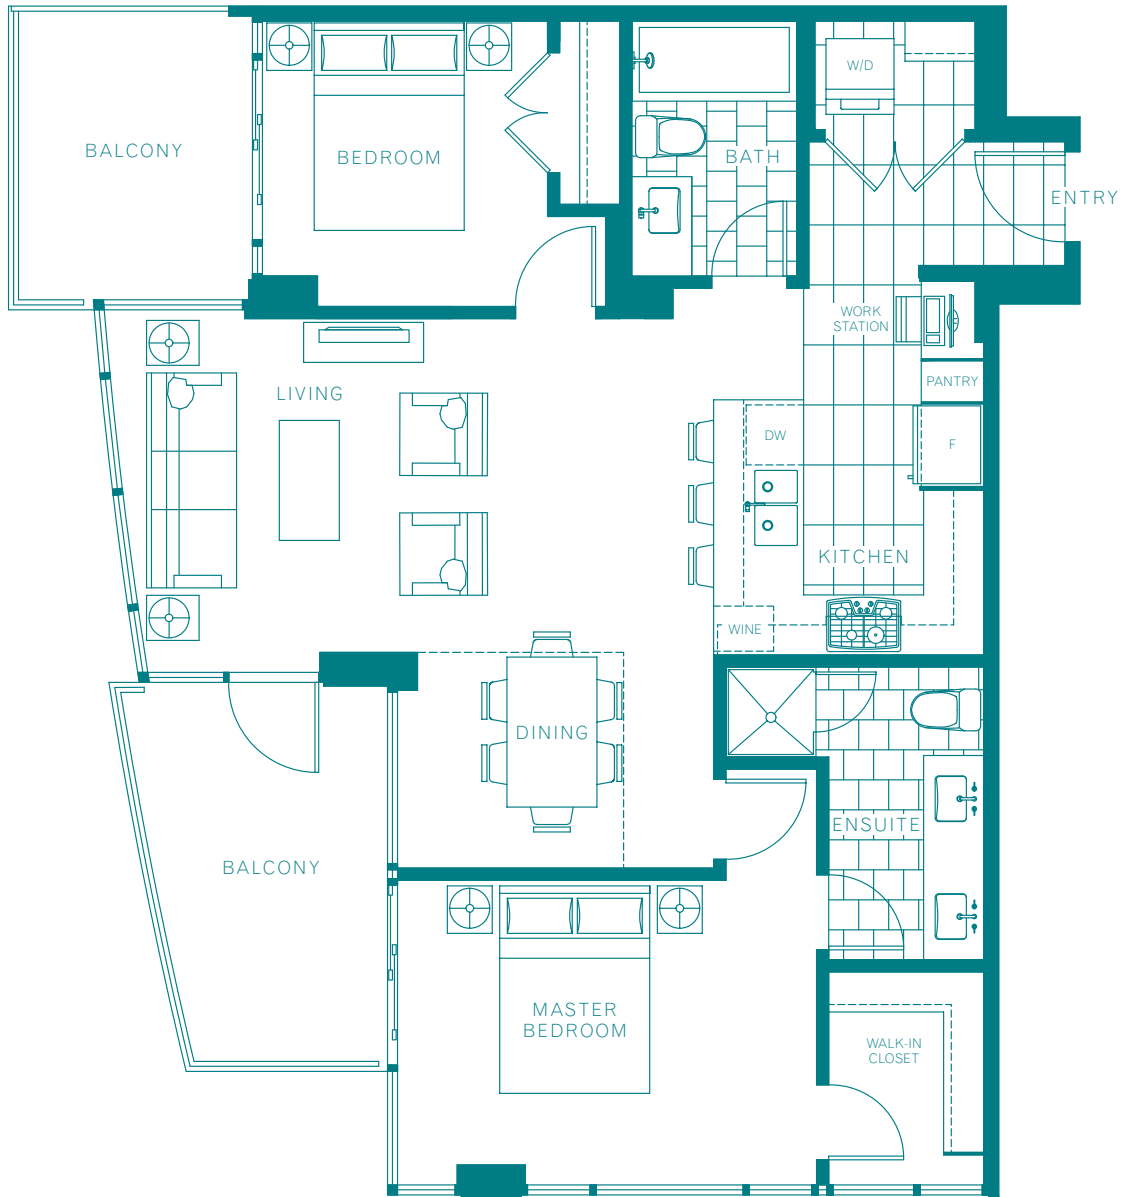 W/D
BALCONY
BEDROOM
BATH
ENTRY
WORK
STATION
PANTRY
LIVING
DW
F
KITCHEN
WINE
DINING
ENSUITE
BALCONY
MASTER
BEDROOM
WALK-IN
CLOSET